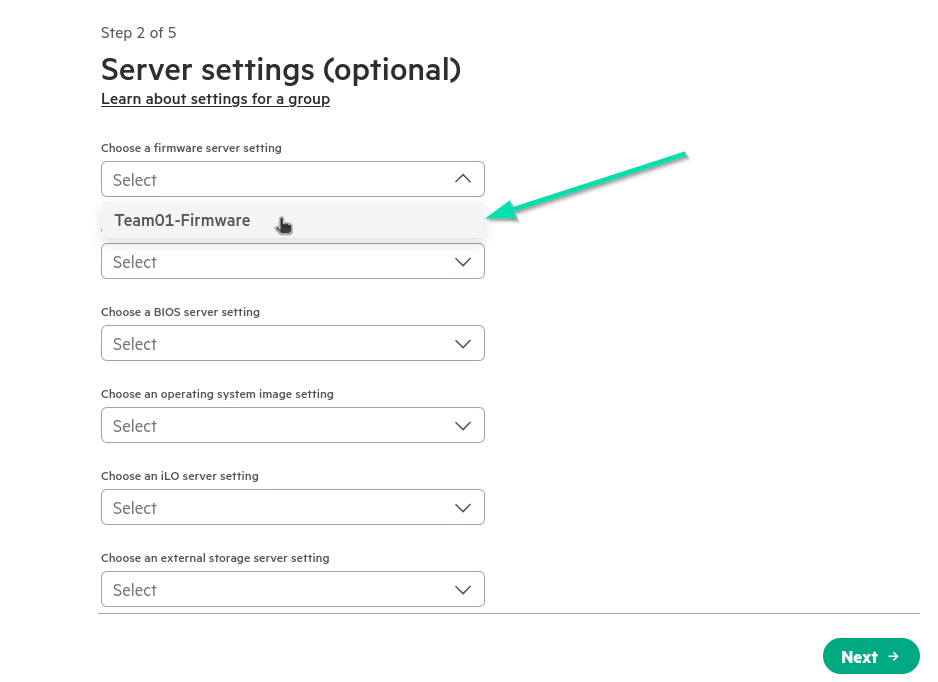 Step 2 of 5
Server settings (optional)
Learn about settings for a group
Choose a firmware server setting
Select
Team01-Firmware
Select
Choose a BIOS server setting
Select
Choose an operating system image setting
Select
Choose an iLO server setting
Select
Choose an external storage server setting
Select
Next